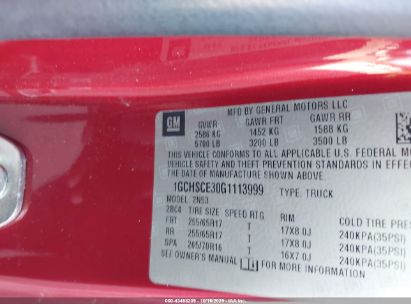 GM
MFD BY GENERAL MOTORS LLC
GVWR GAWR FRT GAWR RR
2586 KG 1452 KG 1588 KG
5700 LB 3200 LB 3500 LB
THIS VEHICLE CONFORMS TO ALL APPLICABLE U.S. FEDERAL
VEHICLE SAFETY AND THEFT PREVENTION STANDARDS IN EFFECT
THE DATE OF MANUFACTURE SHOWN ABOVE.
1GCHSCE30G1113999 TYPE: TRUCK
MODEL: 2N53
2BC4 TIRE SIZE SPEED RTG RIM COLD TIRE
FRT 255/65R17 T 17X8.0J 240KPA(35PSI)
RR 255/65R17 T 17X8.0J 240KPA(35PSI)
SPA 265/70R16 T 16X7.0J 240KPA(35PSI)
SEE OWNER'S MANUAL FOR MORE INFORMATION